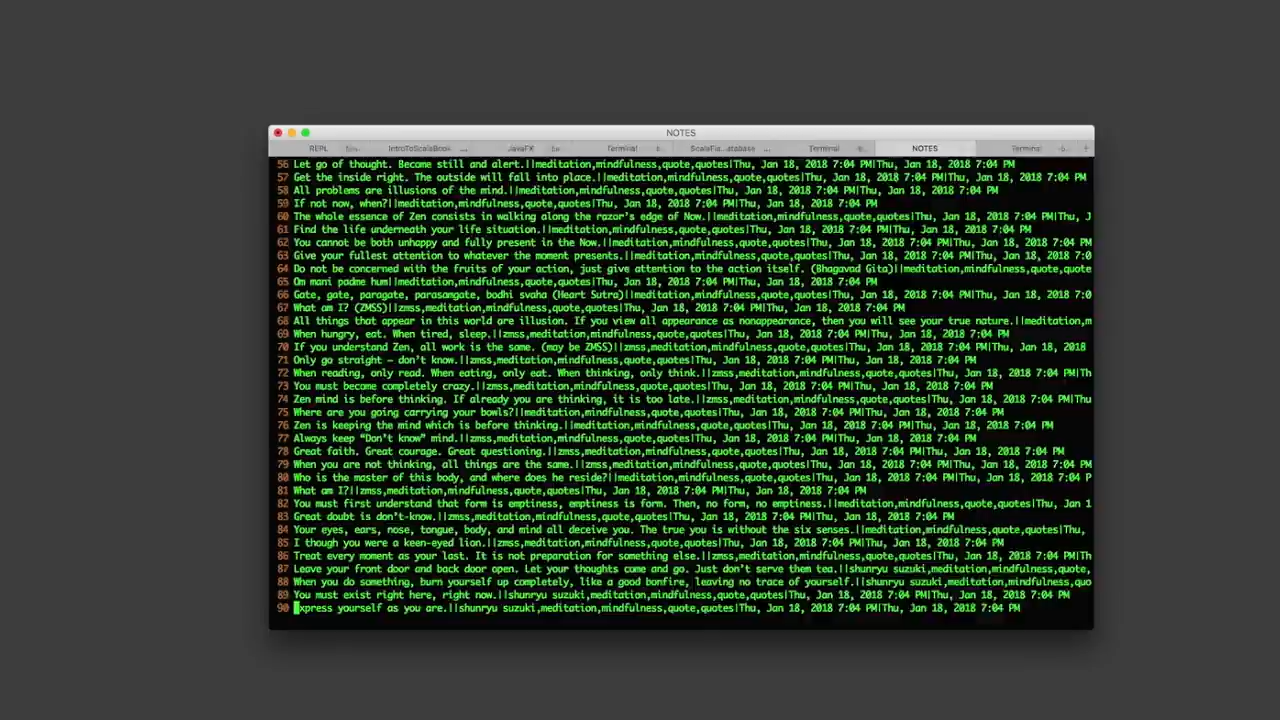 NOTES
REPL IntroToScalaBook ... JavaFX Terminal ScalaFia...atabase ... Terminal NOTES Terminal +
56 Let go of thought. Become still and alert.||meditation,mindfulness,quote,quotes|Thu, Jan 18, 2018 7:04 PM|Thu, Jan 18, 2018 7:04 PM
57 Get the inside right. The outside will fall into place.||meditation,mindfulness,quote,quotes|Thu, Jan 18, 2018 7:04 PM|Thu, Jan 18, 2018 7:04 PM
58 All problems are illusions of the mind.||meditation,mindfulness,quote,quotes|Thu, Jan 18, 2018 7:04 PM|Thu, Jan 18, 2018 7:04 PM
59 If not now, when?||meditation,mindfulness,quote,quotes|Thu, Jan 18, 2018 7:04 PM|Thu, Jan 18, 2018 7:04 PM
60 The whole essence of Zen consists in walking along the razor's edge of Now.||meditation,mindfulness,quote,quotes|Thu, Jan 18, 2018 7:04 PM|Thu, J
61 Find the life underneath your life situation.||meditation,mindfulness,quote,quotes|Thu, Jan 18, 2018 7:04 PM|Thu, Jan 18, 2018 7:04 PM
62 You cannot be both unhappy and fully present in the Now.||meditation,mindfulness,quote,quotes|Thu, Jan 18, 2018 7:04 PM|Thu, Jan 18, 2018 7:04 PM
63 Give your fullest attention to whatever the moment presents.||meditation,mindfulness,quote,quotes|Thu, Jan 18, 2018 7:04 PM|Thu, Jan 18, 2018 7:0
64 Do not be concerned with the fruits of your action, just give attention to the action itself. (Bhagavad Gita)||meditation,mindfulness,quote,quote
65 Om mani padme hum||meditation,mindfulness,quote,quotes|Thu, Jan 18, 2018 7:04 PM|Thu, Jan 18, 2018 7:04 PM
66 Gate, gate, paragate, parasamgate, bodhi svaha (Heart Sutra)||meditation,mindfulness,quote,quotes|Thu, Jan 18, 2018 7:04 PM|Thu, Jan 18, 2018 7:0
67 What am I? (ZMSS)||zmss,meditation,mindfulness,quote,quotes|Thu, Jan 18, 2018 7:04 PM|Thu, Jan 18, 2018 7:04 PM
68 All things that appear in this world are illusion. If you view all appearance as nonappearance, then you will see your true nature.||meditation,m
69 When hungry, eat. When tired, sleep.||zmss,meditation,mindfulness,quote,quotes|Thu, Jan 18, 2018 7:04 PM|Thu, Jan 18, 2018 7:04 PM
70 If you understand Zen, all work is the same. (may be ZMSS)||zmss,meditation,mindfulness,quote,quotes|Thu, Jan 18, 2018 7:04 PM|Thu, Jan 18, 2018
71 Only go straight – don't know.||zmss,meditation,mindfulness,quote,quotes|Thu, Jan 18, 2018 7:04 PM|Thu, Jan 18, 2018 7:04 PM
72 When reading, only read. When eating, only eat. When thinking, only think.||zmss,meditation,mindfulness,quote,quotes|Thu, Jan 18, 2018 7:04 PM|Th
73 You must become completely crazy.||zmss,meditation,mindfulness,quote,quotes|Thu, Jan 18, 2018 7:04 PM|Thu, Jan 18, 2018 7:04 PM
74 Zen mind is before thinking. If already you are thinking, it is too late.||zmss,meditation,mindfulness,quote,quotes|Thu, Jan 18, 2018 7:04 PM|Thu
75 Where are you going carrying your bowls?||meditation,mindfulness,quote,quotes|Thu, Jan 18, 2018 7:04 PM|Thu, Jan 18, 2018 7:04 PM
76 Zen is keeping the mind which is before thinking.||meditation,mindfulness,quote,quotes|Thu, Jan 18, 2018 7:04 PM|Thu, Jan 18, 2018 7:04 PM
77 Always keep “Don't know” mind.||zmss,meditation,mindfulness,quote,quotes|Thu, Jan 18, 2018 7:04 PM|Thu, Jan 18, 2018 7:04 PM
78 Great faith. Great courage. Great questioning.||zmss,meditation,mindfulness,quote,quotes|Thu, Jan 18, 2018 7:04 PM|Thu, Jan 18, 2018 7:04 PM
79 When you are not thinking, all things are the same.||zmss,meditation,mindfulness,quote,quotes|Thu, Jan 18, 2018 7:04 PM|Thu, Jan 18, 2018 7:04 PM
80 Who is the master of this body, and where does he reside?||meditation,mindfulness,quote,quotes|Thu, Jan 18, 2018 7:04 PM|Thu, Jan 18, 2018 7:04 P
81 What am I?||zmss,meditation,mindfulness,quote,quotes|Thu, Jan 18, 2018 7:04 PM|Thu, Jan 18, 2018 7:04 PM
82 You must first understand that form is emptiness, emptiness is form. Then, no form, no emptiness.||meditation,mindfulness,quote,quotes|Thu, Jan 1
83 Great doubt is don't-know.||zmss,meditation,mindfulness,quote,quotes|Thu, Jan 18, 2018 7:04 PM|Thu, Jan 18, 2018 7:04 PM
84 Your eyes, ears, nose, tongue, body, and mind all deceive you. The true you is without the six senses.||meditation,mindfulness,quote,quotes|Thu,
85 I though you were a keen-eyed lion.||zmss,meditation,mindfulness,quote,quotes|Thu, Jan 18, 2018 7:04 PM|Thu, Jan 18, 2018 7:04 PM
86 Treat every moment as your last. It is not preparation for something else.||zmss,meditation,mindfulness,quote,quotes|Thu, Jan 18, 2018 7:04 PM|Th
87 Leave your front door and back door open. Let your thoughts come and go. Just don't serve them tea.||shunryu suzuki,meditation,mindfulness,quote,
88 When you do something, burn yourself up completely, like a good bonfire, leaving no trace of yourself.||shunryu suzuki,meditation,mindfulness,quo
89 You must exist right here, right now.||shunryu suzuki,meditation,mindfulness,quote,quotes|Thu, Jan 18, 2018 7:04 PM|Thu, Jan 18, 2018 7:04 PM
90 Express yourself as you are.||shunryu suzuki,meditation,mindfulness,quote,quotes|Thu, Jan 18, 2018 7:04 PM|Thu, Jan 18, 2018 7:04 PM